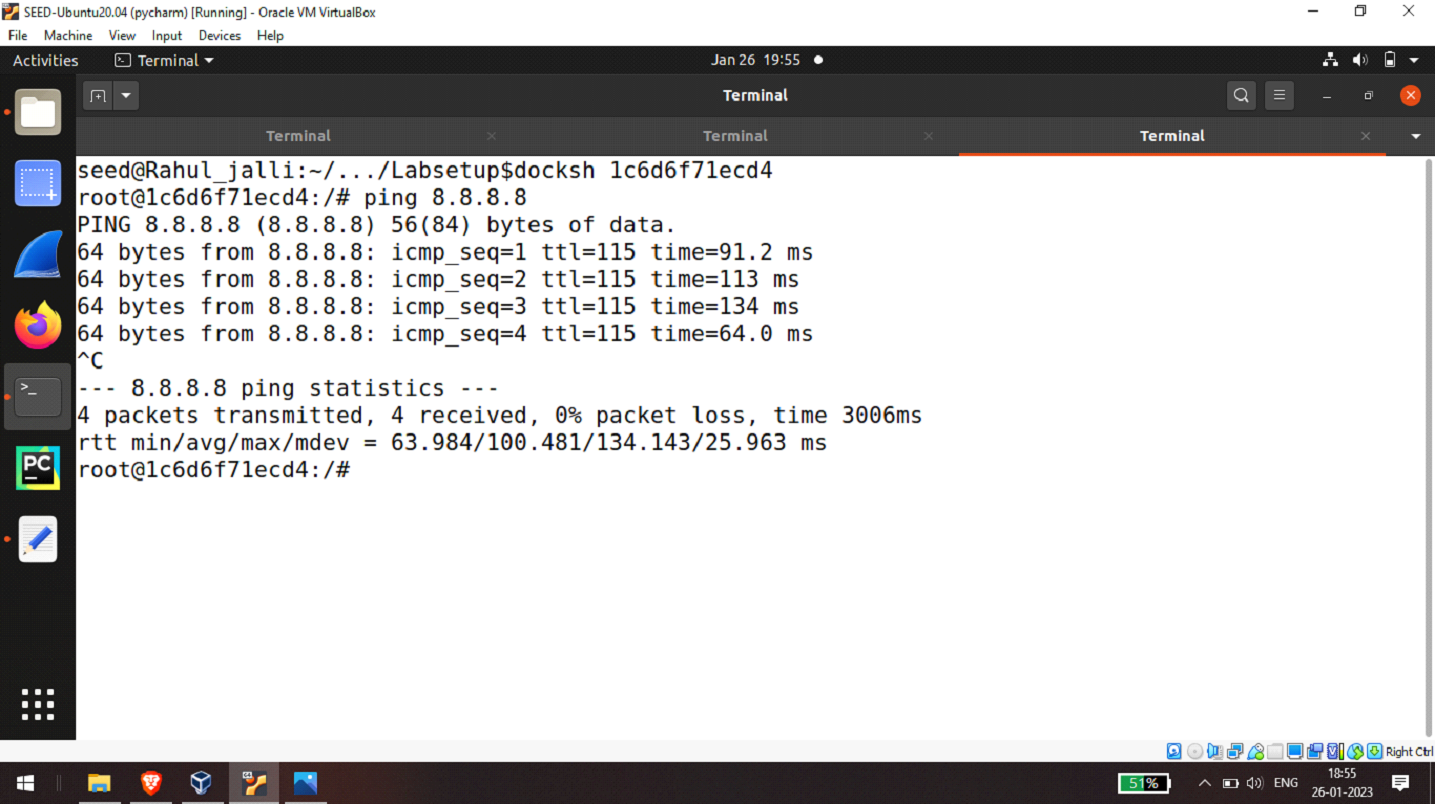 SEED-Ubuntu20.04 (pycharm) [Running] - Oracle VM VirtualBox
File Machine View Input Devices Help
Activities Terminal Jan 26 19:55
Terminal
Terminal Terminal Terminal
seed@Rahul_jalli:~/.../Labsetup$docksh 1c6d6f71ecd4
root@1c6d6f71ecd4:/# ping 8.8.8.8
PING 8.8.8.8 (8.8.8.8) 56(84) bytes of data.
64 bytes from 8.8.8.8: icmp_seq=1 ttl=115 time=91.2 ms
64 bytes from 8.8.8.8: icmp_seq=2 ttl=115 time=113 ms
64 bytes from 8.8.8.8: icmp_seq=3 ttl=115 time=134 ms
64 bytes from 8.8.8.8: icmp_seq=4 ttl=115 time=64.0 ms
^C
--- 8.8.8.8 ping statistics ---
4 packets transmitted, 4 received, 0% packet loss, time 3006ms
rtt min/avg/max/mdev = 63.984/100.481/134.143/25.963 ms
root@1c6d6f71ecd4:/#
>_
PC
Right Ctrl
64
51%
ENG
18:55
26-01-2023